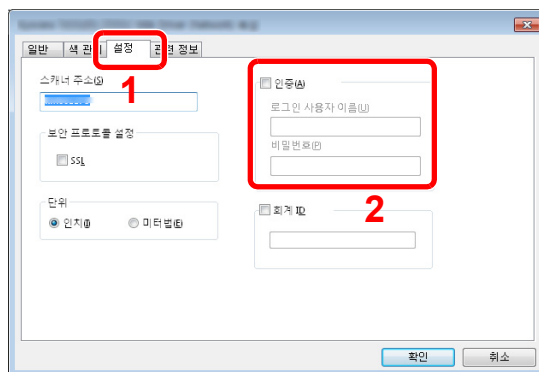 일반
색 관리
설정
관련 정보
1
스캐너 주소(S)
보안 프로토콜 설정
SSL
단위
인치(I)
미터법(E)
인증(A)
로그인 사용자 이름(U)
비밀번호(P)
2
회계 ID
확인
취소